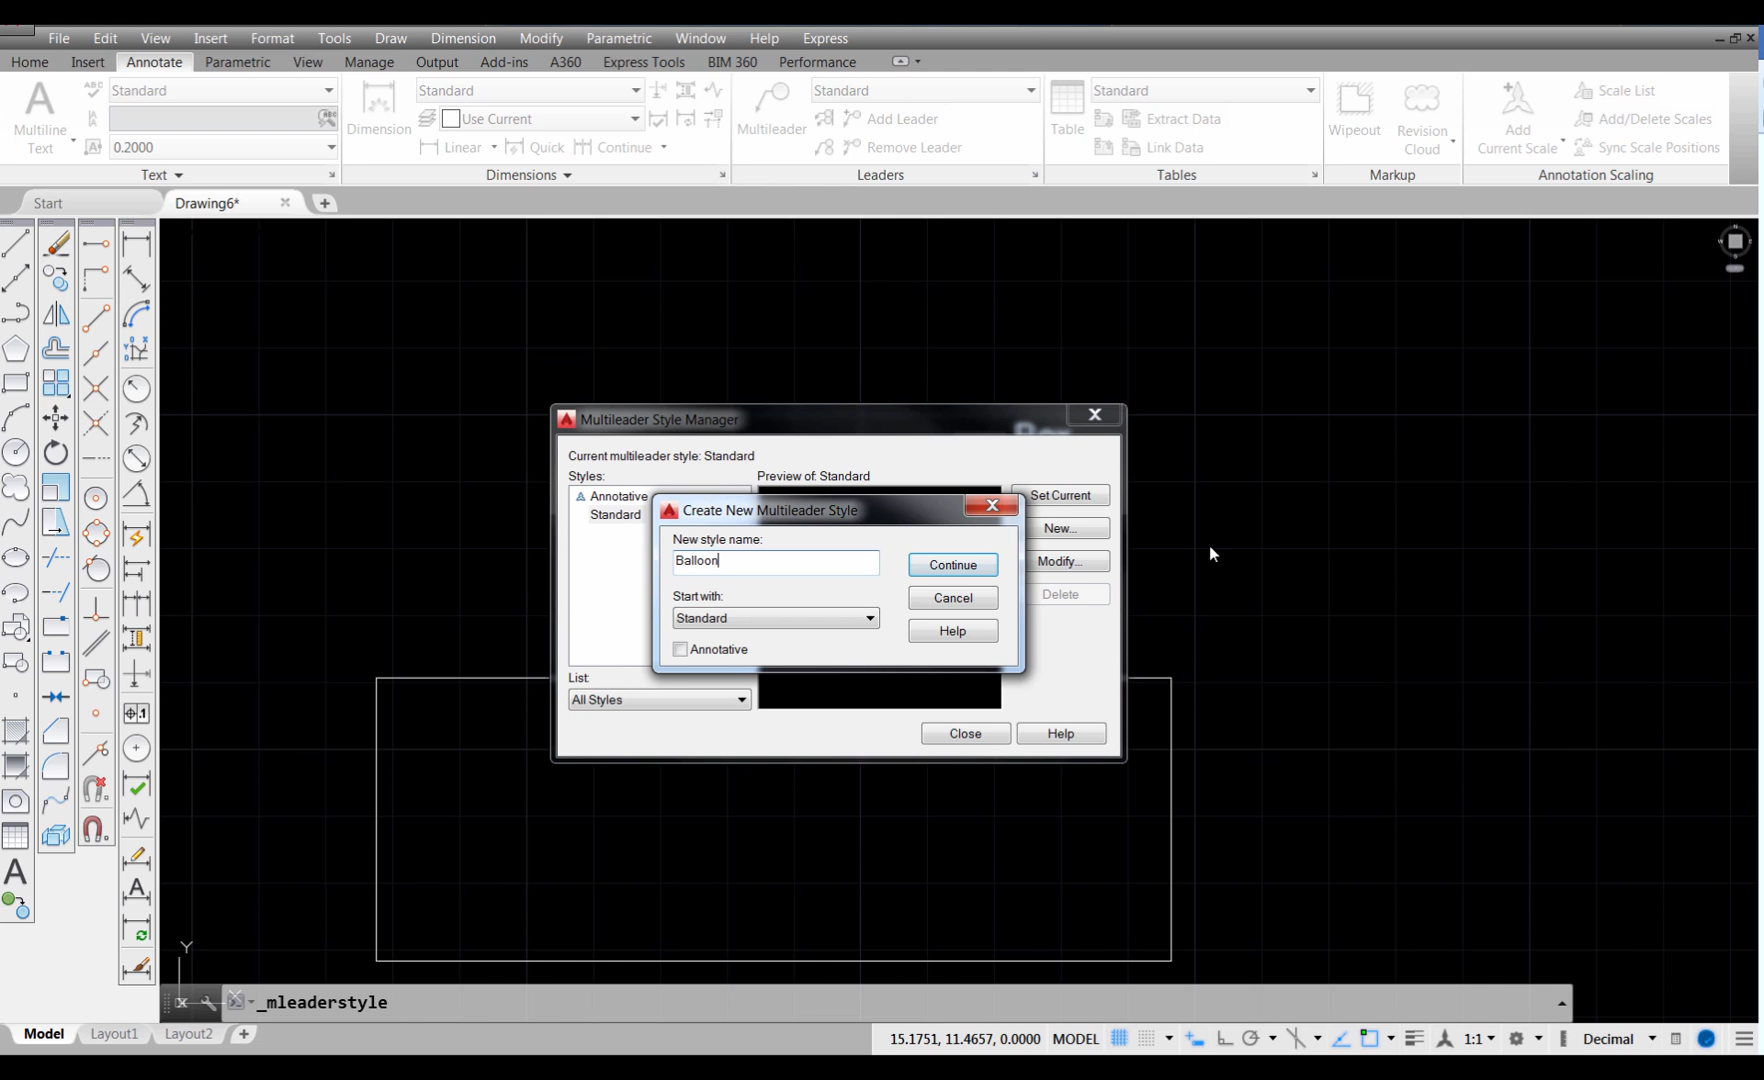 File Edit View Insert Format Tools Draw Dimension Modify Parametric Window Help Express
Home Insert Annotate Parametric View Manage Output Add-ins A360 Express Tools BIM 360 Performance
Standard Standard Standard Standard Scale List
Use Current Add Leader Extract Data Add/Delete Scales
Multiline Text Dimension Multileader Table Wipeout Revision Cloud Add Current Scale
0.2000 Linear Quick Continue Remove Leader Link Data Sync Scale Positions
Text Dimensions Leaders Tables Markup Annotation Scaling
Start Drawing6*
Multileader Style Manager
Current multileader style: Standard
Styles: Preview of: Standard
Annotative Set Current
Standard
Create New Multileader Style
New...
New style name:
Balloon Continue
Modify...
Start with: Cancel
Delete
Standard
Help
Annotative
List:
All Styles
Close Help
Y
X _mleaderstyle
Model Layout1 Layout2 +
15.1751, 11.4657, 0.0000 MODEL 1:1 Decimal